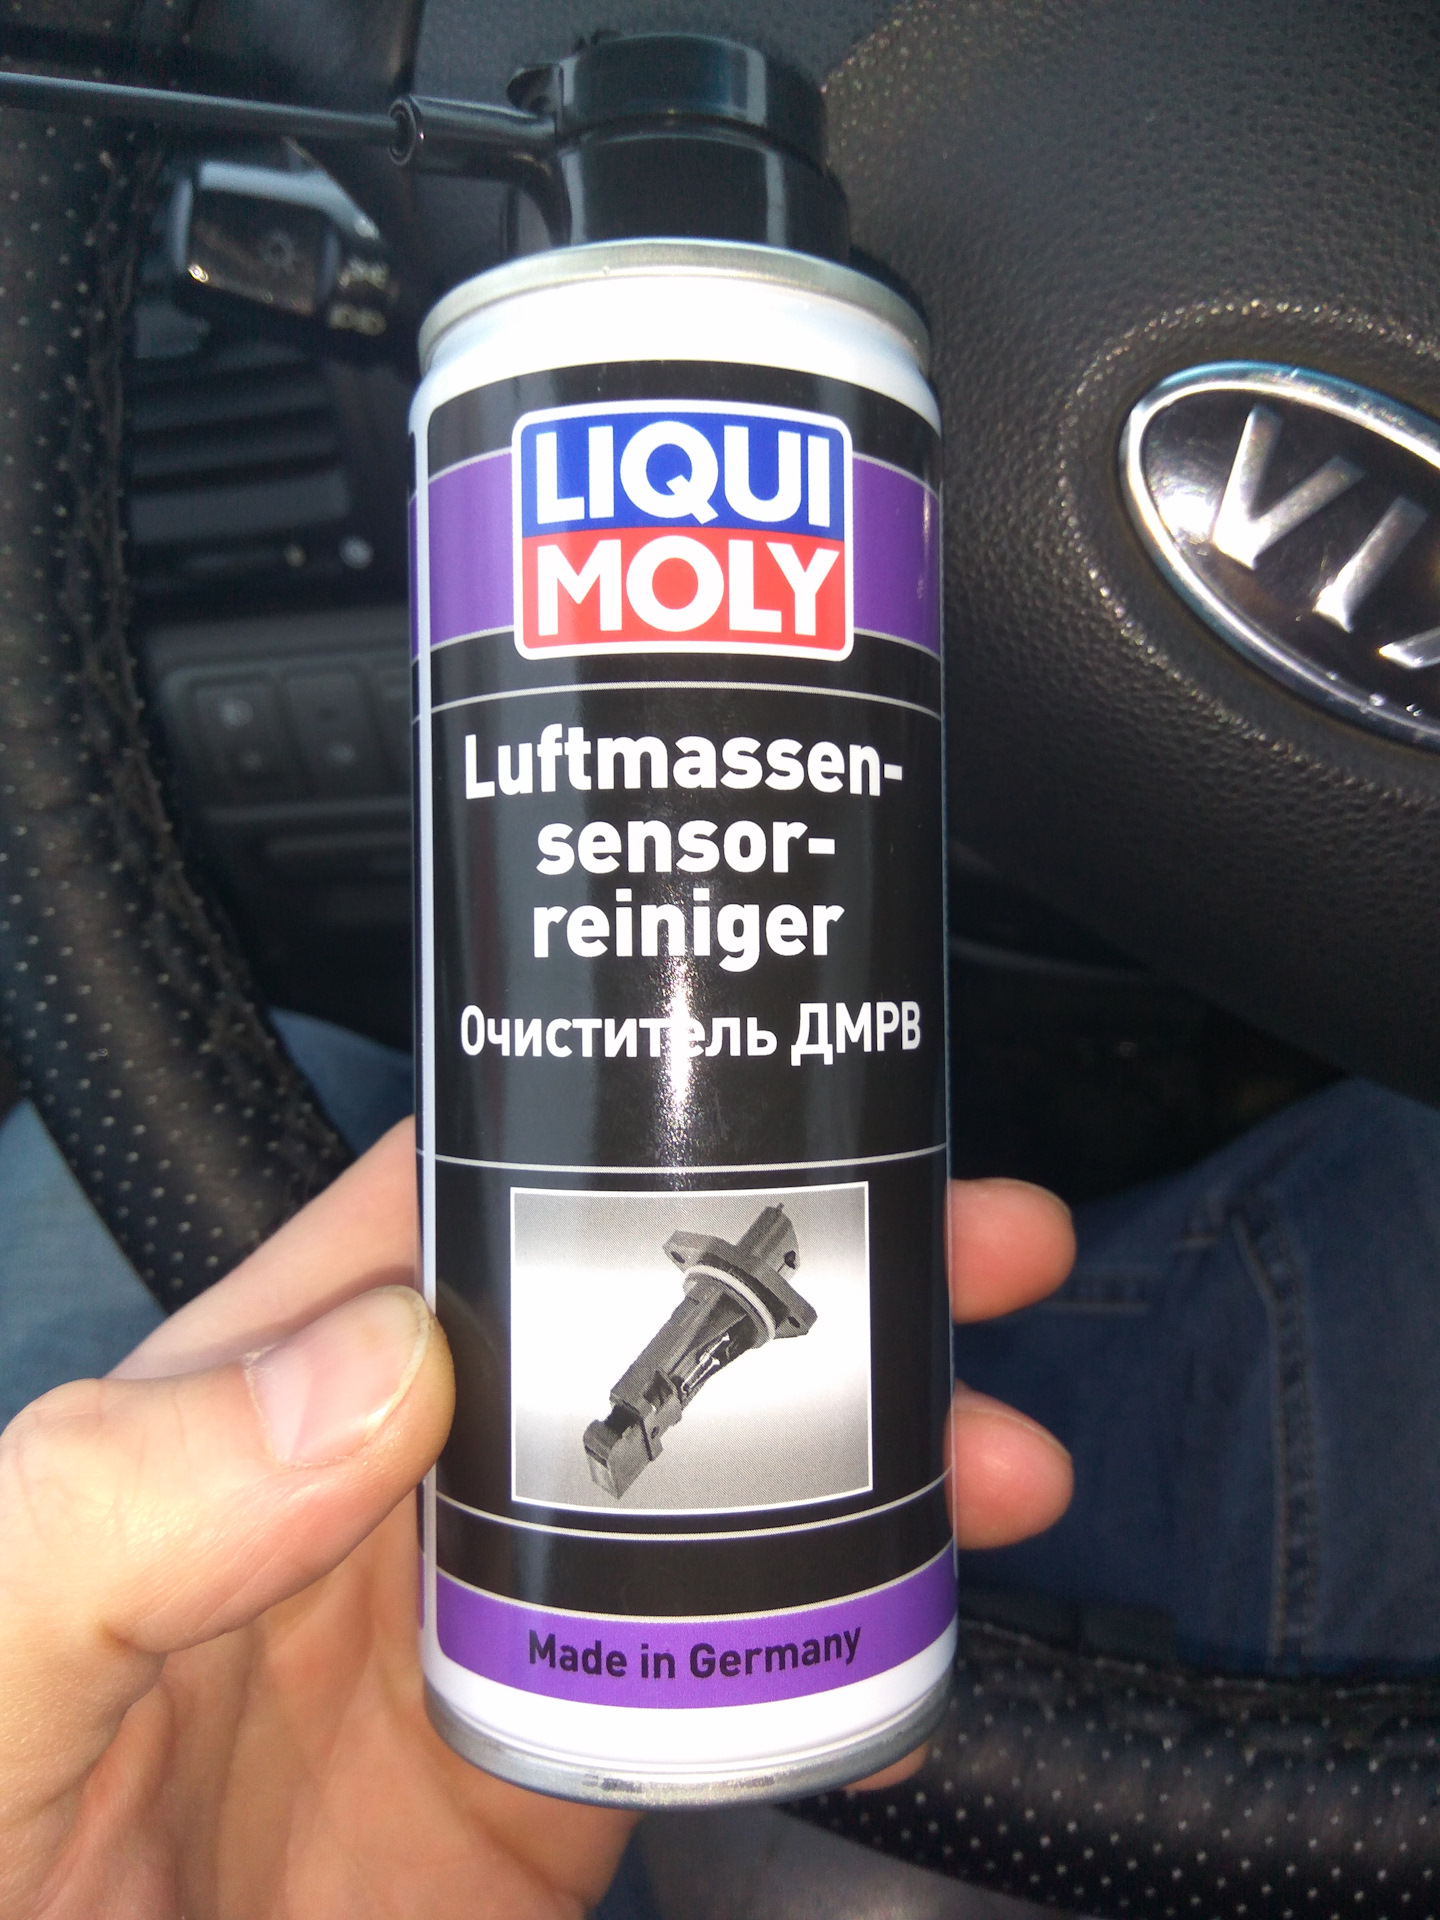 LIQUI
MOLY
Luftmassen-
sensor-
reiniger
Очиститель ДМРВ
Made in Germany